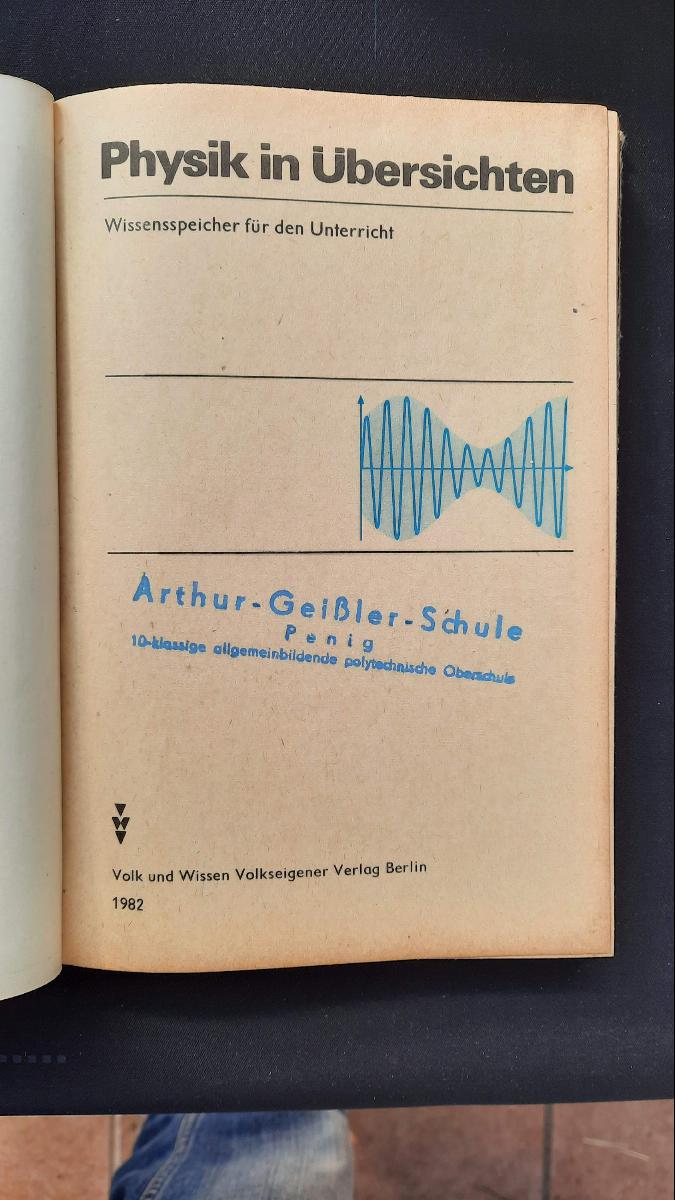 Physik in Übersichten
Wissensspeicher für den Unterricht
Arthur-Geißler-Schule
Penig
10-klassige allgemeinbildende polytechnische Oberschule
Volk und Wissen Volkseigener Verlag Berlin
1982